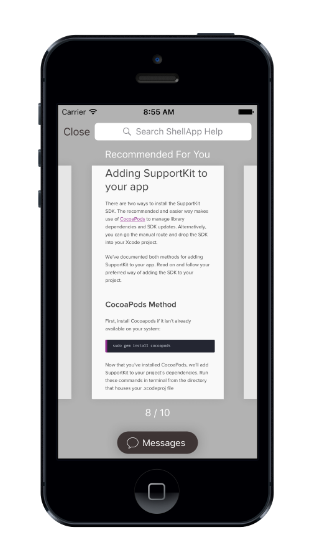 Carrier 8:55 AM
Close Search ShellApp Help
Recommended For You
Adding SupportKit to
your app
There are two ways to install the SupportKit
SDK. The recommended and easier way makes
use of CocoaPods to manage library
dependencies and SDK updates. Alternatively,
you can go the manual route and drop the SDK
into your Xcode project.
We've documented both methods for adding
SupportKit to your app. Read on and follow your
preferred way of adding the SDK to your
project.
CocoaPods Method
First, install Cocoapods if it isn't already
available on your system:
sudo gem install cocoapods
Now that you've installed CocoaPods, we'll add
SupportKit to your project's dependencies. Run
these commands in terminal from the directory
that houses your .xcodeproj file
8 / 10
Messages